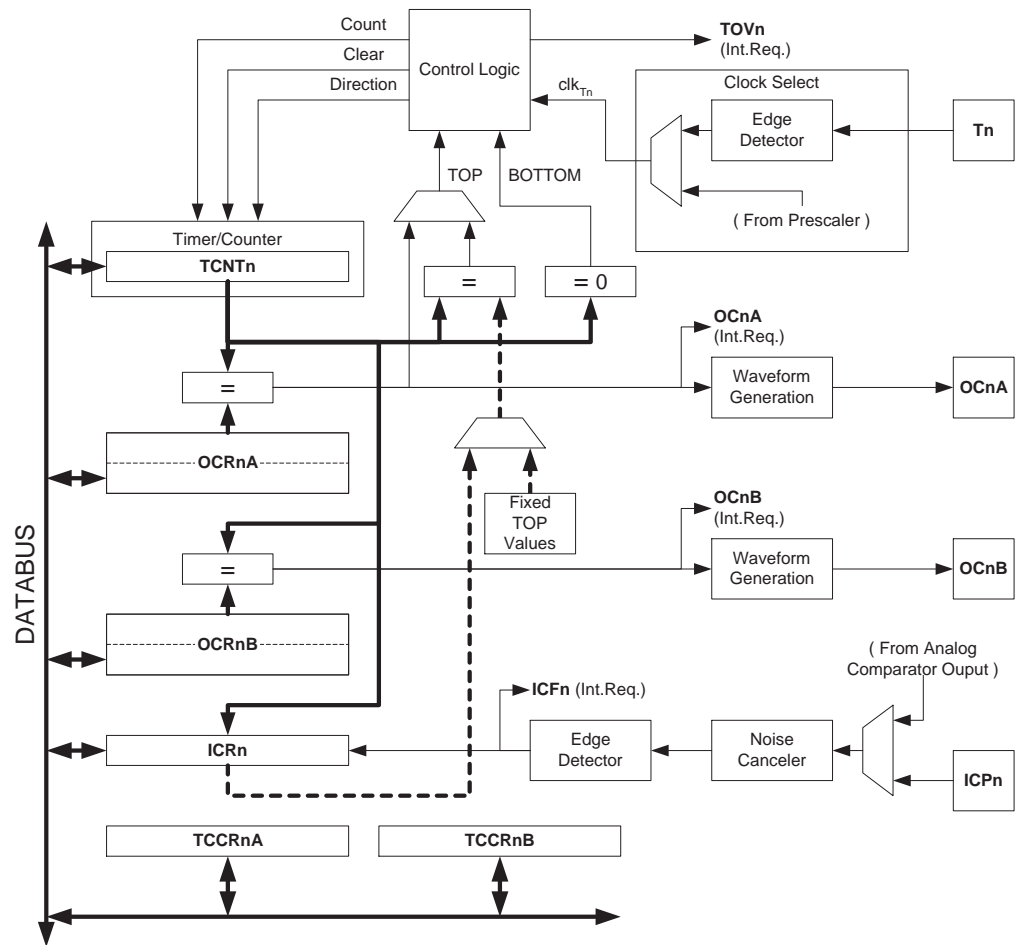 Count
Clear
Direction
Control Logic
TOVn
(Int.Req.)
clkTn
Clock Select
Edge
Detector
Tn
( From Prescaler )
TOP
BOTTOM
Timer/Counter
TCNTn
=
= 0
OCnA
(Int.Req.)
=
Waveform
Generation
OCnA
OCRnA
Fixed
TOP
Values
OCnB
(Int.Req.)
=
Waveform
Generation
OCnB
OCRnB
DATABUS
( From Analog
Comparator Ouput )
ICFn (Int.Req.)
ICRn
Edge
Detector
Noise
Canceler
ICPn
TCCRnA
TCCRnB